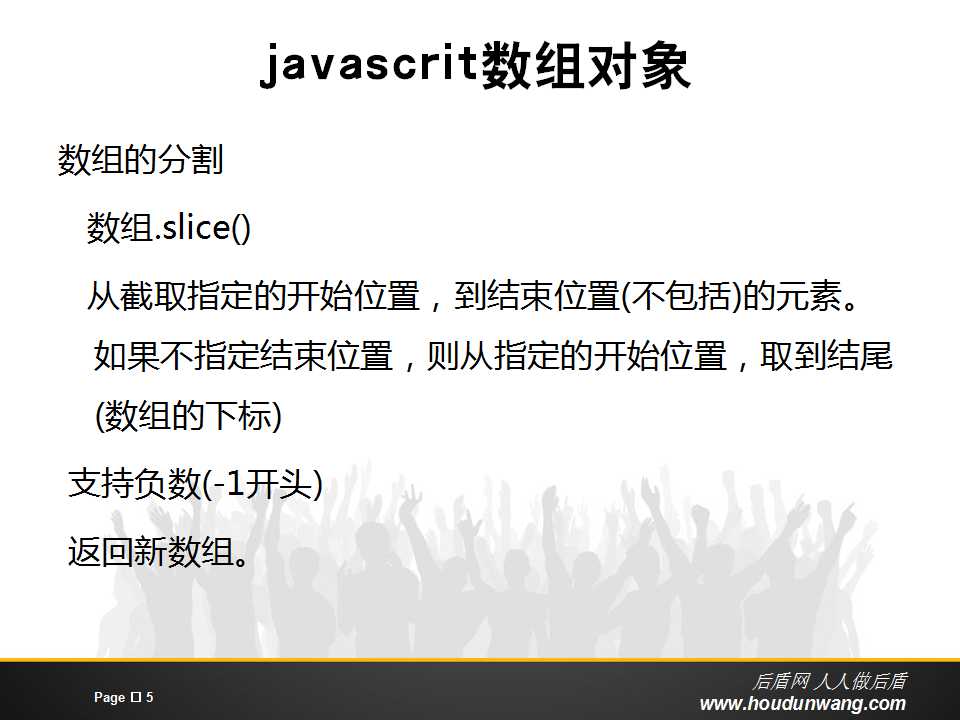 javascrit数组对象
数组的分割
数组.slice()
从截取指定的开始位置，到结束位置(不包括)的元素。
如果不指定结束位置，则从指定的开始位置，取到结尾
(数组的下标)
支持负数(-1开头)
返回新数组。
Page □ 5
后盾网 人人做后盾
www.houdunwang.com